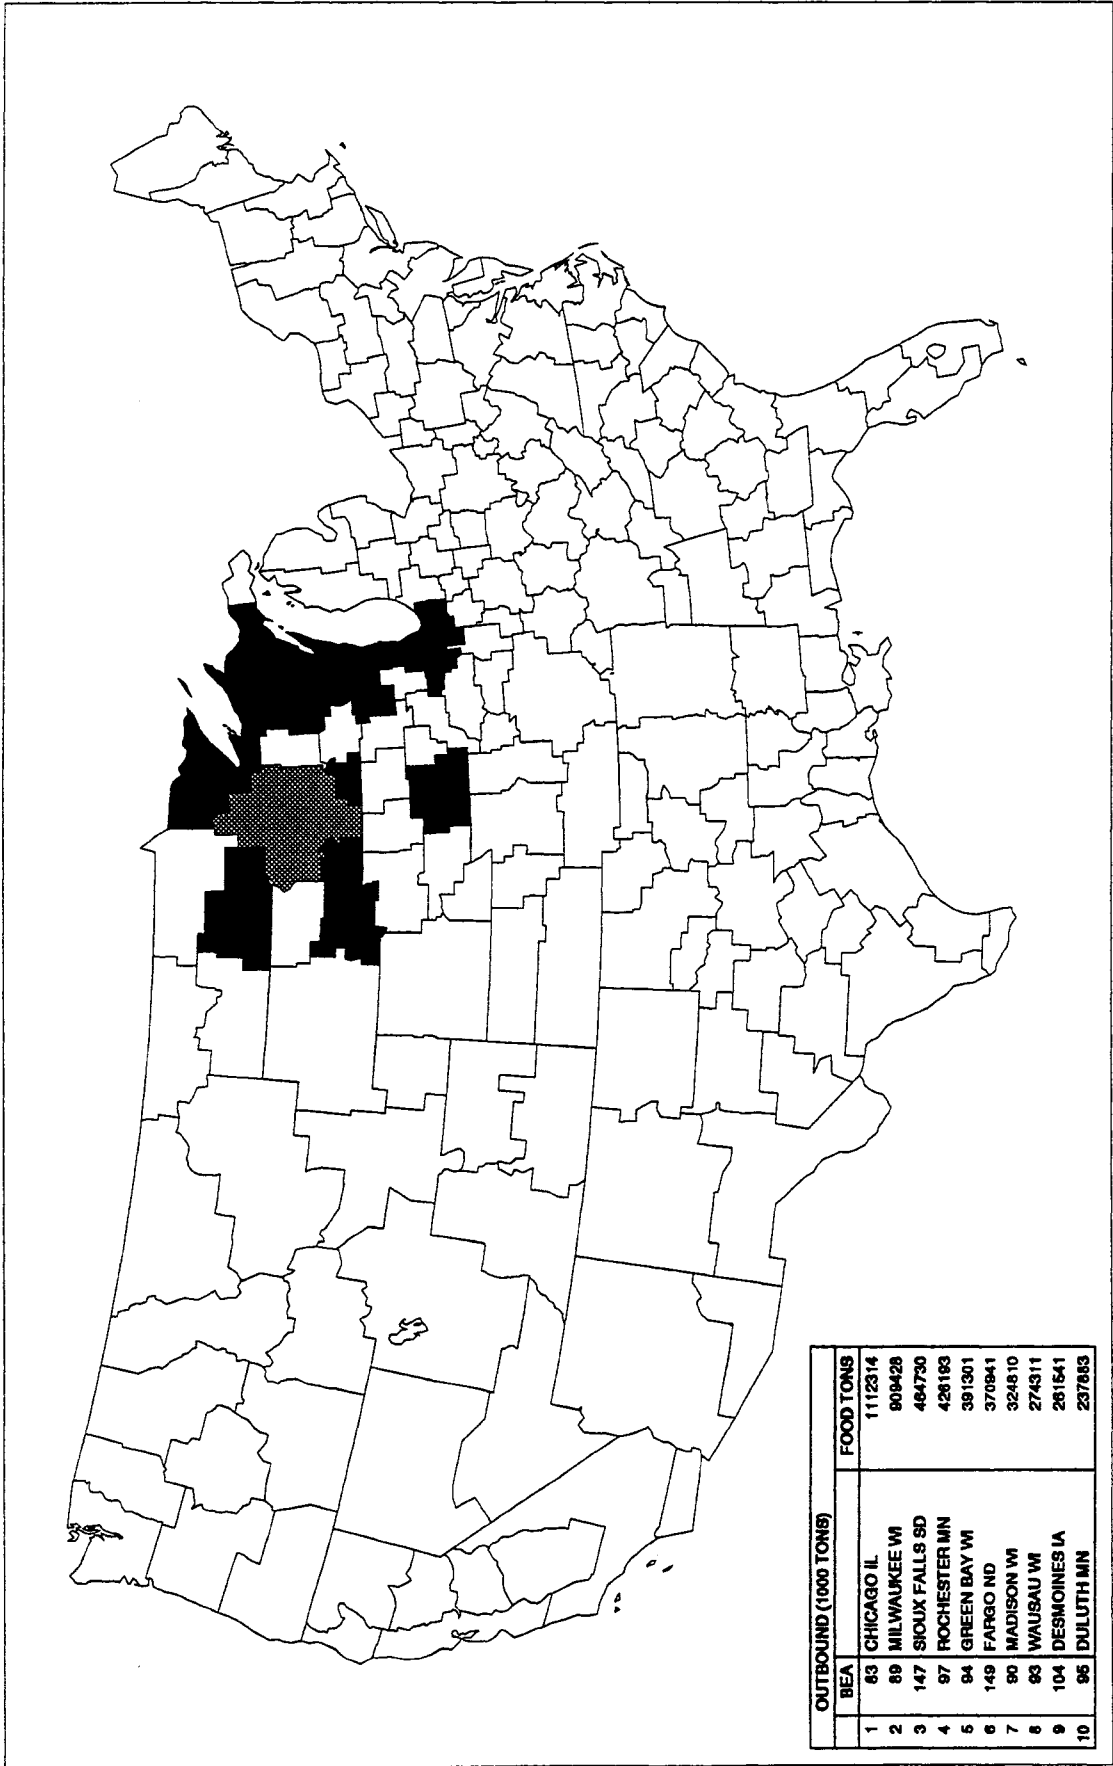 OUTBOUND (1000 TONS)
BEA FOOD TONS
1 83 CHICAGO IL 1112314
2 89 MILWAUKEE WI 909428
3 147 SIOUX FALLS SD 464730
4 97 ROCHESTER MN 426193
5 94 GREEN BAY WI 391301
6 149 FARGO ND 370941
7 90 MADISON WI 324810
8 93 WAUSAU WI 274311
9 104 DESMOINES IA 261541
10 95 DULUTH MN 237883